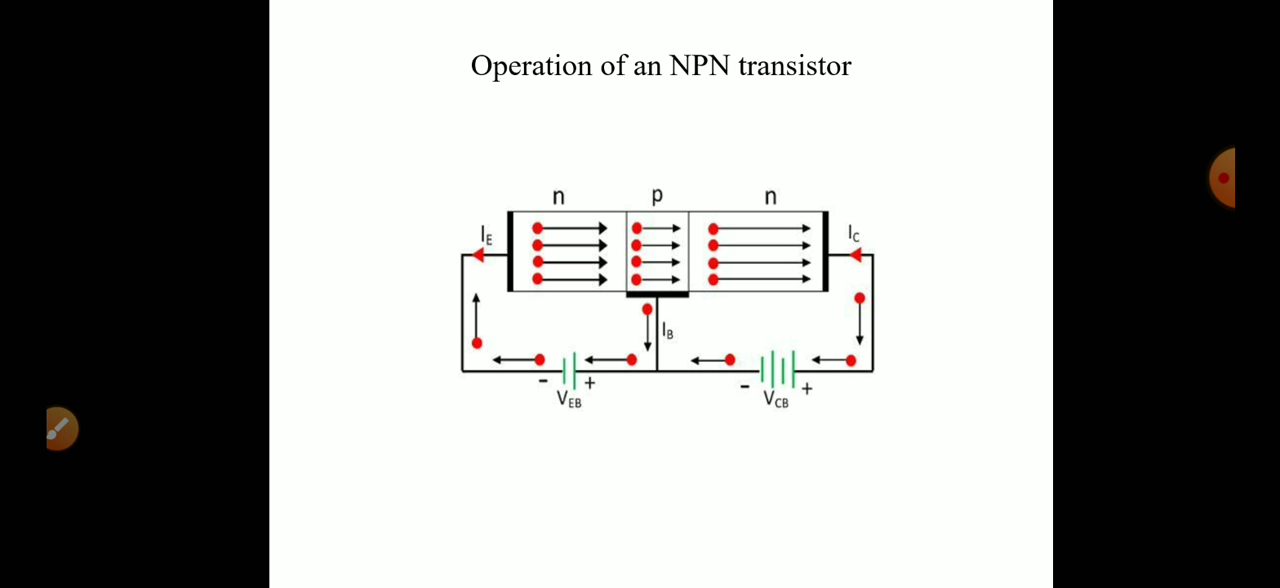 Operation of an NPN transistor
n p n
IE
IC
IB
- + - +
VEB VCB